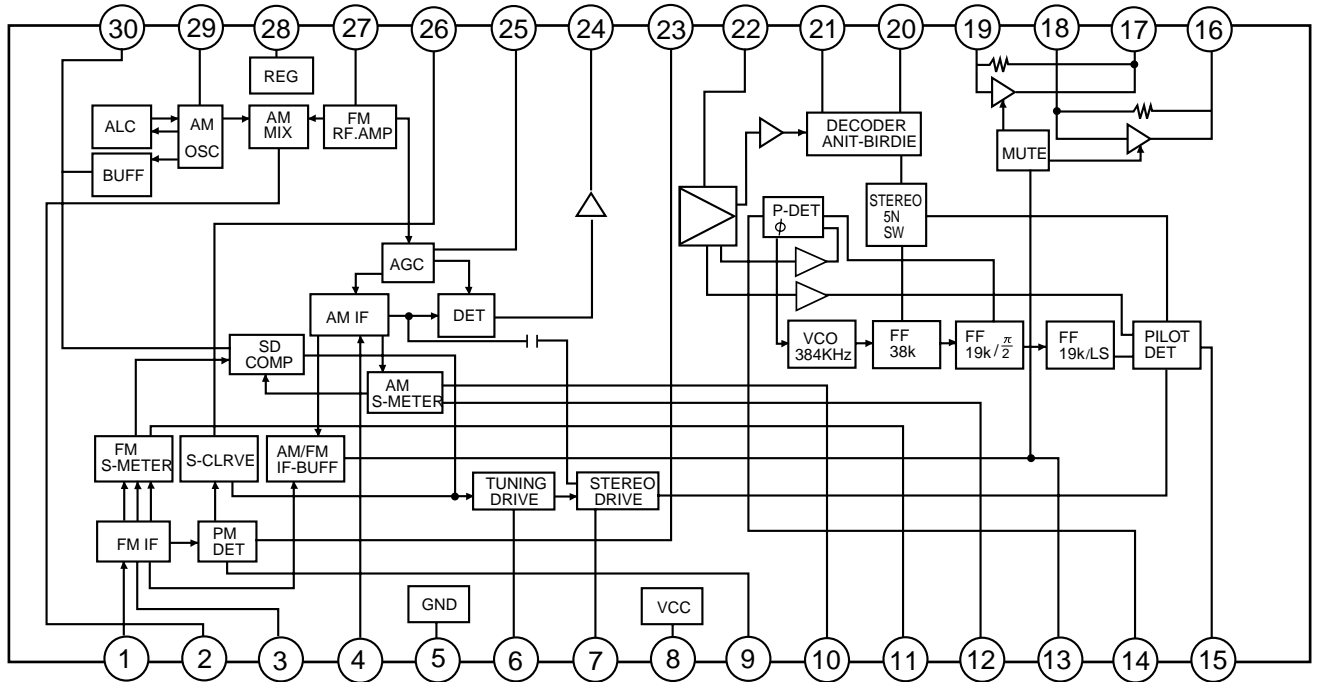 30 29 28 27 26 25 24 23 22 21 20 19 18 17 16
REG
ALC
AM
OSC
AM
MIX
FM
RF.AMP
BUFF
DECODER
ANIT-BIRDIE
MUTE
STEREO
5N
SW
P-DET
ϕ
AGC
AM IF
DET
SD
COMP
VCO
384KHz
FF
38k
FF
19k/π/2
FF
19k/LS
PILOT
DET
AM
S-METER
FM
S-METER
S-CLRVE
AM/FM
IF-BUFF
TUNING
DRIVE
STEREO
DRIVE
FM IF
PM
DET
GND
VCC
1 2 3 4 5 6 7 8 9 10 11 12 13 14 15